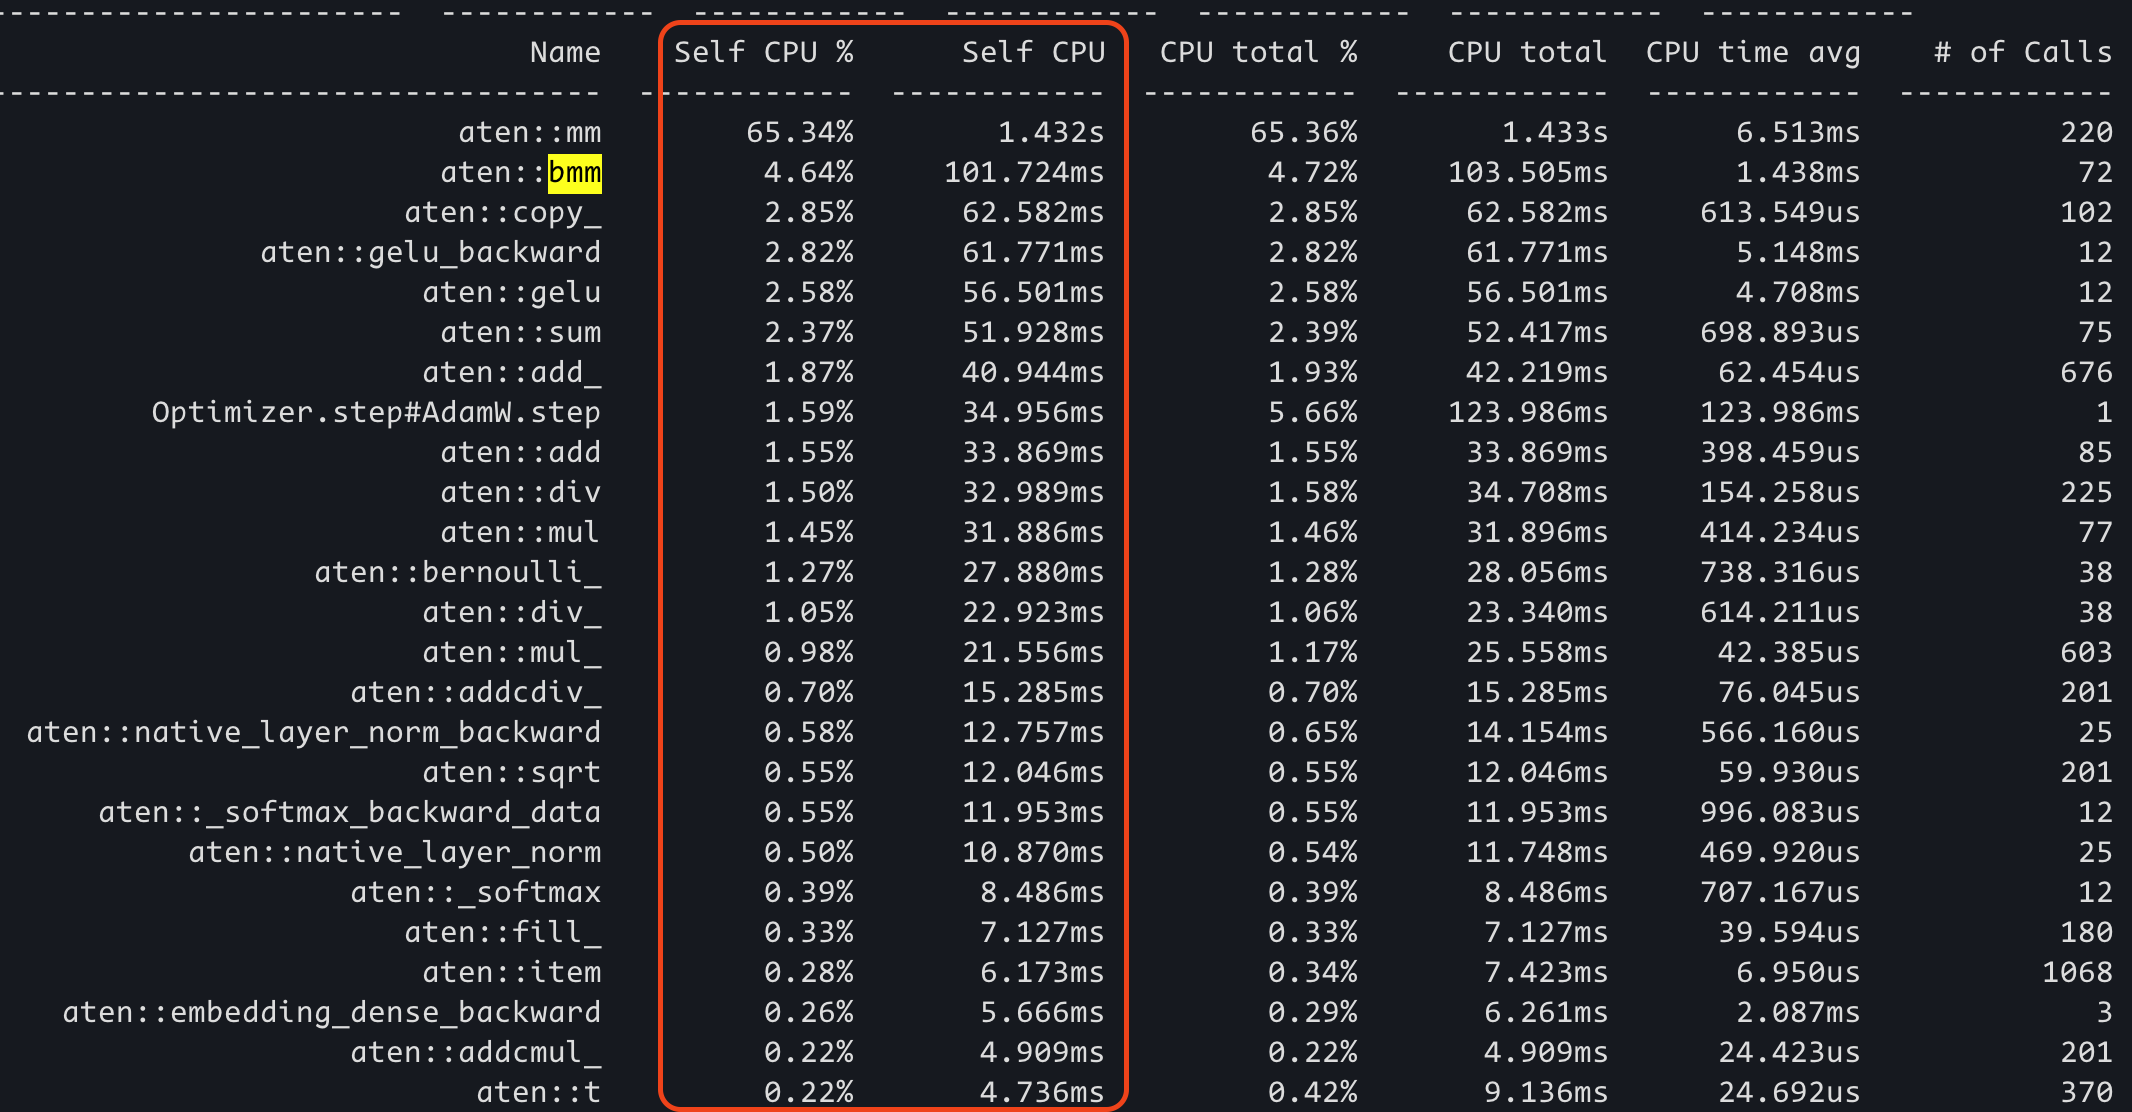 Name Self CPU % Self CPU CPU total % CPU total CPU time avg # of Calls
aten::mm 65.34% 1.432s 65.36% 1.433s 6.513ms 220
aten::bmm 4.64% 101.724ms 4.72% 103.505ms 1.438ms 72
aten::copy_ 2.85% 62.582ms 2.85% 62.582ms 613.549us 102
aten::gelu_backward 2.82% 61.771ms 2.82% 61.771ms 5.148ms 12
aten::gelu 2.58% 56.501ms 2.58% 56.501ms 4.708ms 12
aten::sum 2.37% 51.928ms 2.39% 52.417ms 698.893us 75
aten::add_ 1.87% 40.944ms 1.93% 42.219ms 62.454us 676
Optimizer.step#AdamW.step 1.59% 34.956ms 5.66% 123.986ms 123.986ms 1
aten::add 1.55% 33.869ms 1.55% 33.869ms 398.459us 85
aten::div 1.50% 32.989ms 1.58% 34.708ms 154.258us 225
aten::mul 1.45% 31.886ms 1.46% 31.896ms 414.234us 77
aten::bernoulli_ 1.27% 27.880ms 1.28% 28.056ms 738.316us 38
aten::div_ 1.05% 22.923ms 1.06% 23.340ms 614.211us 38
aten::mul_ 0.98% 21.556ms 1.17% 25.558ms 42.385us 603
aten::addcdiv_ 0.70% 15.285ms 0.70% 15.285ms 76.045us 201
aten::native_layer_norm_backward 0.58% 12.757ms 0.65% 14.154ms 566.160us 25
aten::sqrt 0.55% 12.046ms 0.55% 12.046ms 59.930us 201
aten::_softmax_backward_data 0.55% 11.953ms 0.55% 11.953ms 996.083us 12
aten::native_layer_norm 0.50% 10.870ms 0.54% 11.748ms 469.920us 25
aten::_softmax 0.39% 8.486ms 0.39% 8.486ms 707.167us 12
aten::fill_ 0.33% 7.127ms 0.33% 7.127ms 39.594us 180
aten::item 0.28% 6.173ms 0.34% 7.423ms 6.950us 1068
aten::embedding_dense_backward 0.26% 5.666ms 0.29% 6.261ms 2.087ms 3
aten::addcmul_ 0.22% 4.909ms 0.22% 4.909ms 24.423us 201
aten::t 0.22% 4.736ms 0.42% 9.136ms 24.692us 370